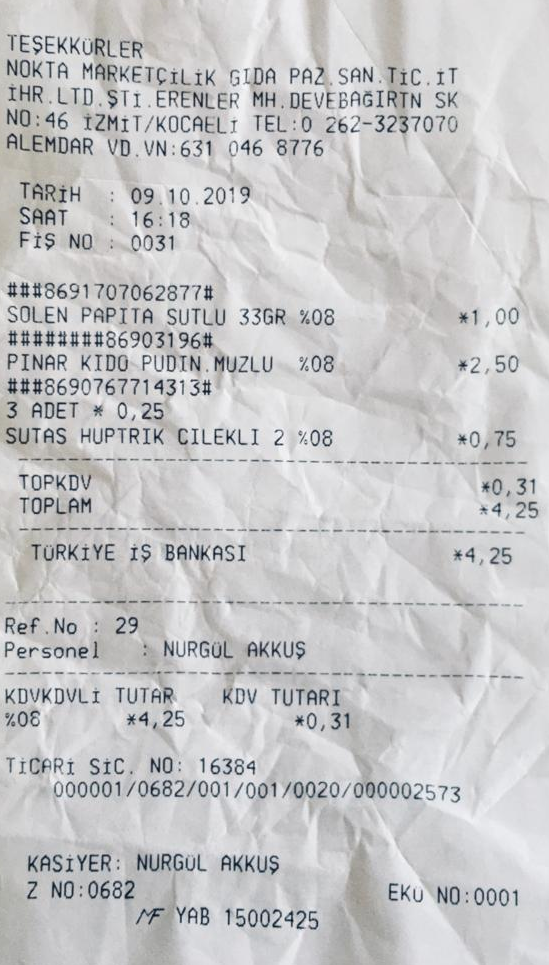 TEŞEKKÜRLER
NOKTA MARKETÇİLİK GIDA PAZ.SAN.TİC.İT
İHR.LTD.ŞTİ.ERENLER MH.DEVEBAĞIRTN SK
NO:46 İZMİT/KOCAELİ TEL:0 262-3237070
ALEMDAR VD.VN:631 046 8776
TARİH : 09.10.2019
SAAT : 16:18
FİŞ NO : 0031
###8691707062877#
SOLEN PAPITA SUTLU 33GR %08 *1,00
########86903196#
PINAR KIDO PUDIN.MUZLU %08 *2,50
###8690767714313#
3 ADET * 0,25
SUTAS HUPTRIK CILEKLI 2 %08 *0,75
TOPKDV *0,31
TOPLAM *4,25
TÜRKİYE İŞ BANKASI *4,25
Ref.No : 29
Personel : NURGÜL AKKUŞ
KDVKDVLİ TUTAR KDV TUTARI
%08 *4,25 *0,31
TİCARİ SİC. NO: 16384
000001/0682/001/001/0020/000002573
KASİYER: NURGÜL AKKUŞ
Z NO:0682 EKÜ NO:0001
MF YAB 15002425